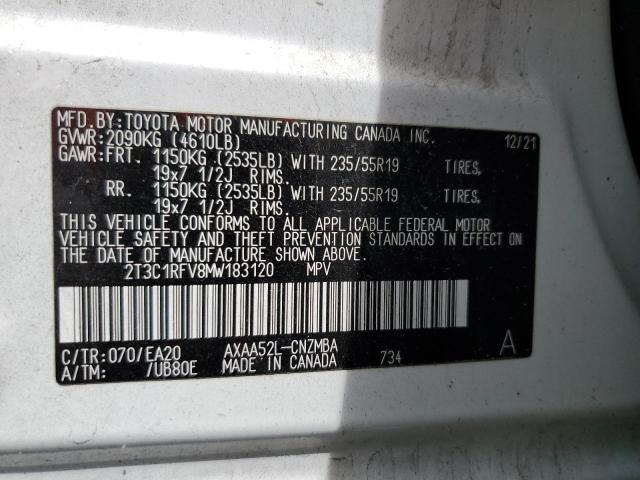 MFD.BY:TOYOTA MOTOR MANUFACTURING CANADA INC.
GVWR:2090KG (4610LB) 12/21
GAWR:FRT. 1150KG (2535LB) WITH 235/55R19 TIRES,
19x7 1/2J RIMS.
RR. 1150KG (2535LB) WITH 235/55R19 TIRES,
19x7 1/2J RIMS.
THIS VEHICLE CONFORMS TO ALL APPLICABLE FEDERAL MOTOR
VEHICLE SAFETY AND THEFT PREVENTION STANDARDS IN EFFECT ON
THE DATE OF MANUFACTURE SHOWN ABOVE.
2T3C1RFV8MW183120 MPV
C/TR:070/EA20 AXAA52L-CNZMBA A
A/TM: /UB80E MADE IN CANADA 734